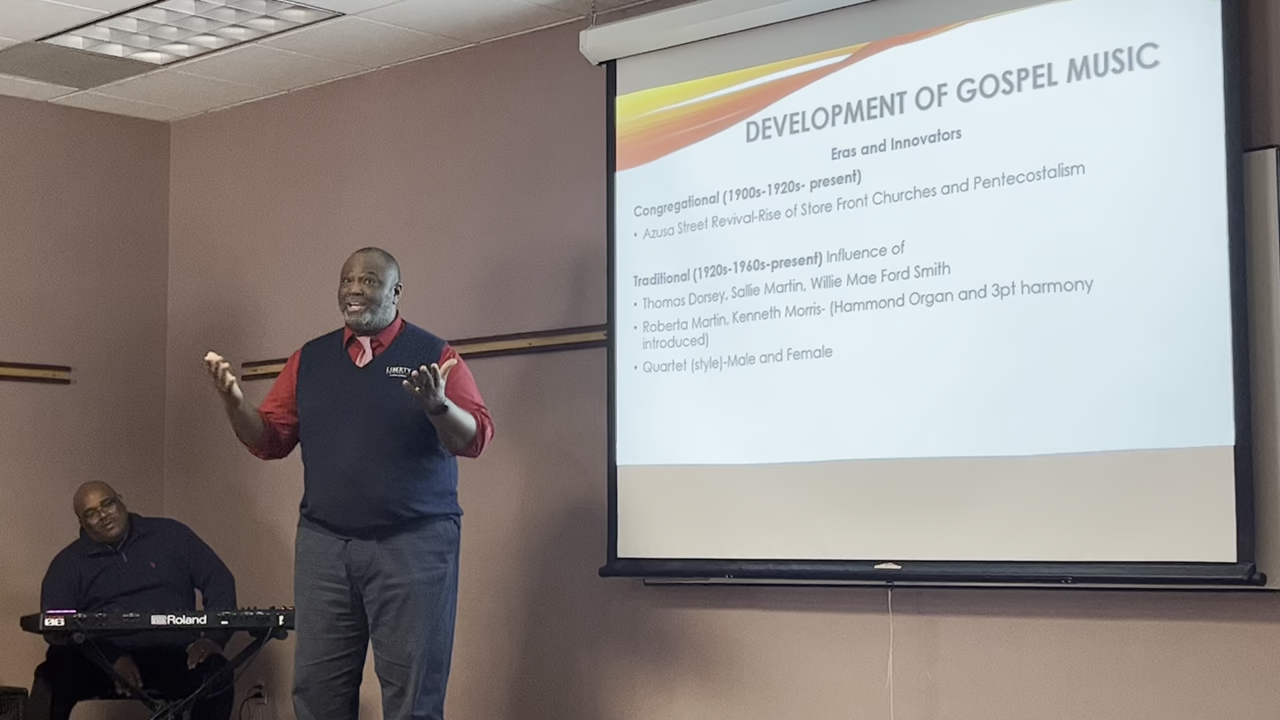 DEVELOPMENT OF GOSPEL MUSIC
Eras and Innovators
Congregational (1900s-1920s- present)
• Azusa Street Revival-Rise of Store Front Churches and Pentecostalism
Traditional (1920s-1960s-present) Influence of
• Thomas Dorsey, Sallie Martin, Willie Mae Ford Smith
• Roberta Martin, Kenneth Morris- (Hammond Organ and 3pt harmony
introduced)
• Quartet (style)-Male and Female
LIBERTY
06
Roland